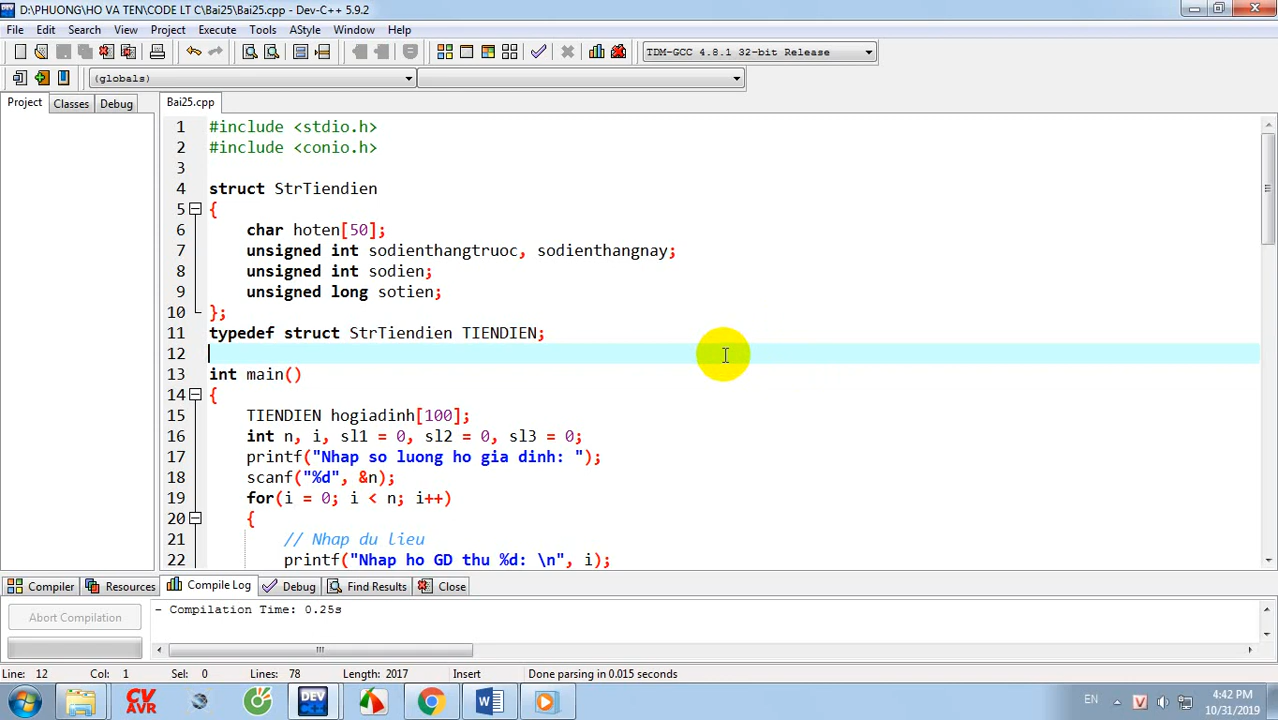 D:\PHUONG\HO VA TEN\CODE LT C\Bai25\Bai25.cpp - Dev-C++ 5.9.2
File Edit Search View Project Execute Tools AStyle Window Help
TDM-GCC 4.8.1 32-bit Release
(globals)
Project Classes Debug Bai25.cpp
1 #include <stdio.h>
2 #include <conio.h>
3
4 struct StrTiendien
5 {
6 char hoten[50];
7 unsigned int sodienthangtruoc, sodienthangnay;
8 unsigned int sodien;
9 unsigned long sotien;
10 };
11 typedef struct StrTiendien TIENDIEN;
12
13 int main()
14 {
15 TIENDIEN hogiadinh[100];
16 int n, i, sl1 = 0, sl2 = 0, sl3 = 0;
17 printf("Nhap so luong ho gia dinh: ");
18 scanf("%d", &n);
19 for(i = 0; i < n; i++)
20 {
21 // Nhap du lieu
22 printf("Nhap ho GD thu %d: \n", i);
Compiler Resources Compile Log Debug Find Results Close
Abort Compilation
- Compilation Time: 0.25s
Line: 12 Col: 1 Sel: 0 Lines: 78 Length: 2017 Insert Done parsing in 0.015 seconds
CV
AVR
DEV
C++
EN
V
4:42 PM
10/31/2019